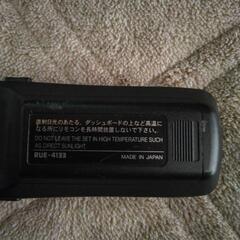 直射日光のあたる、ダッシュボードの上など高温に
なる所にリモコンを長時間放置しないで下さい。
DO NOT LEAVE THE SET IN HIGH TEMPERATURE SUCH
AS DIRECT SUNLIGHT.
RUE-4133
MADE IN JAPAN